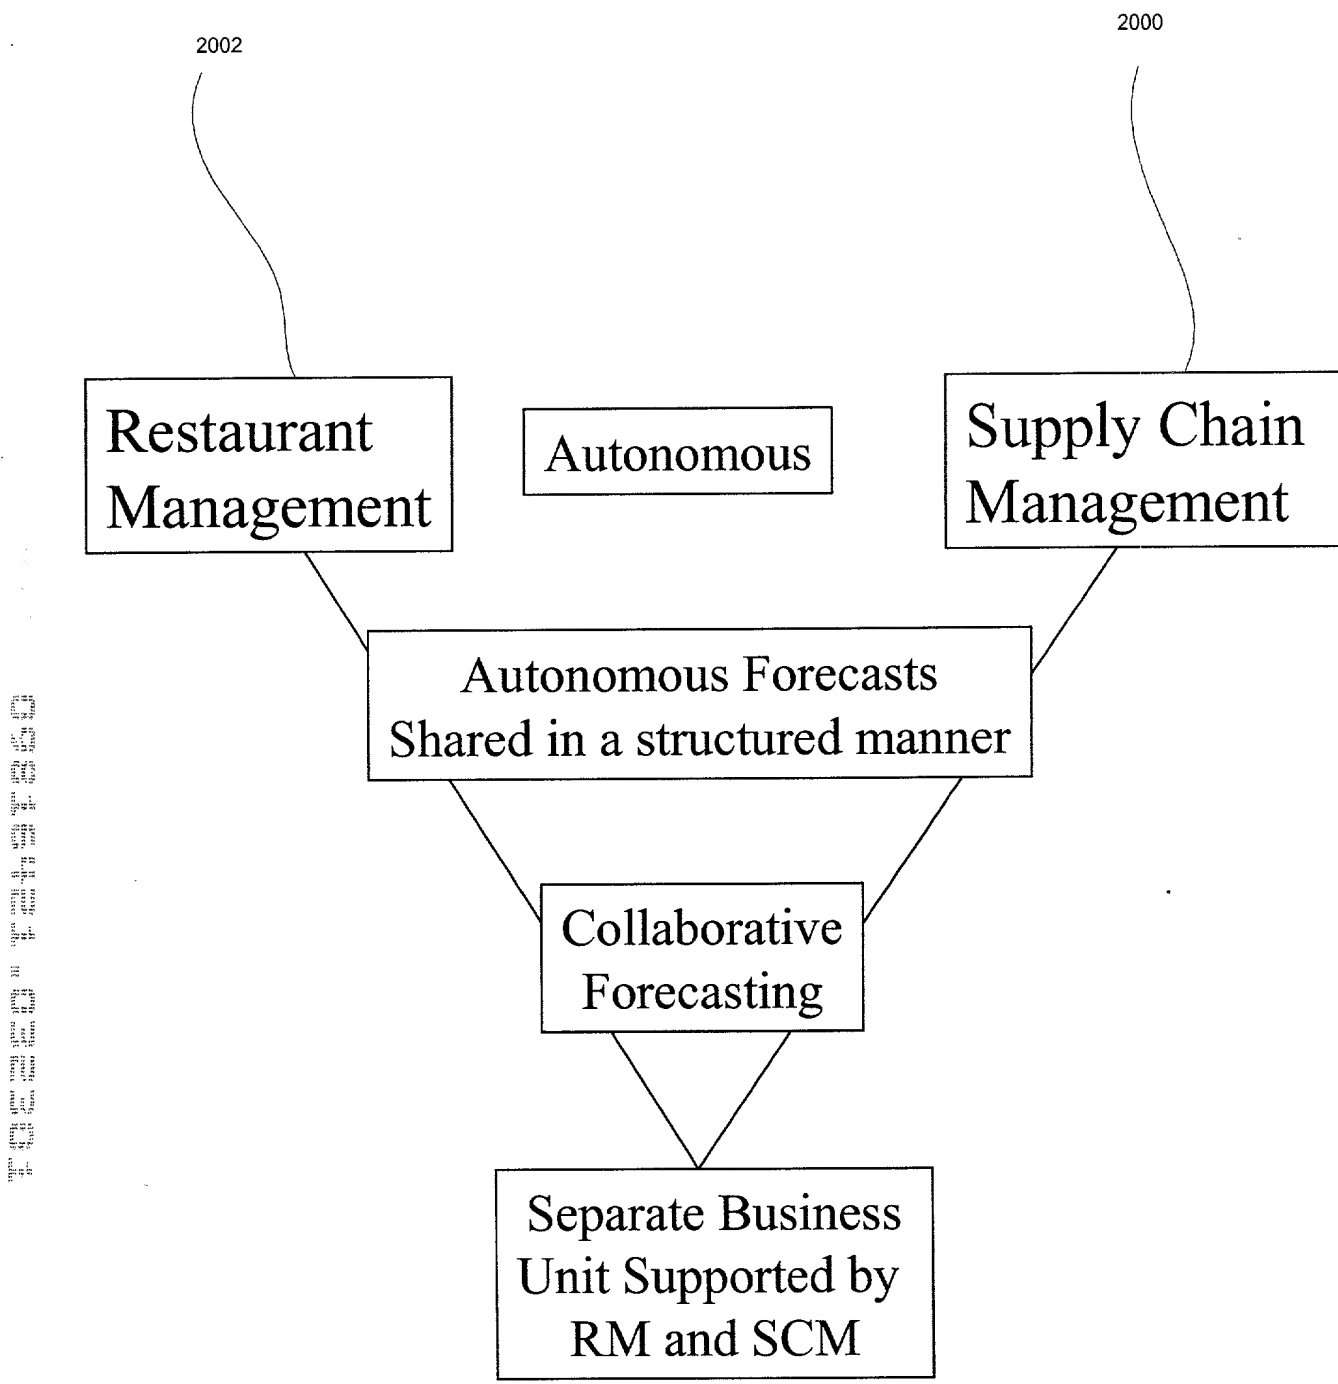 2002
2000
Restaurant
Management
Autonomous
Supply Chain
Management
Autonomous Forecasts
Shared in a structured manner
Collaborative
Forecasting
Separate Business
Unit Supported by
RM and SCM